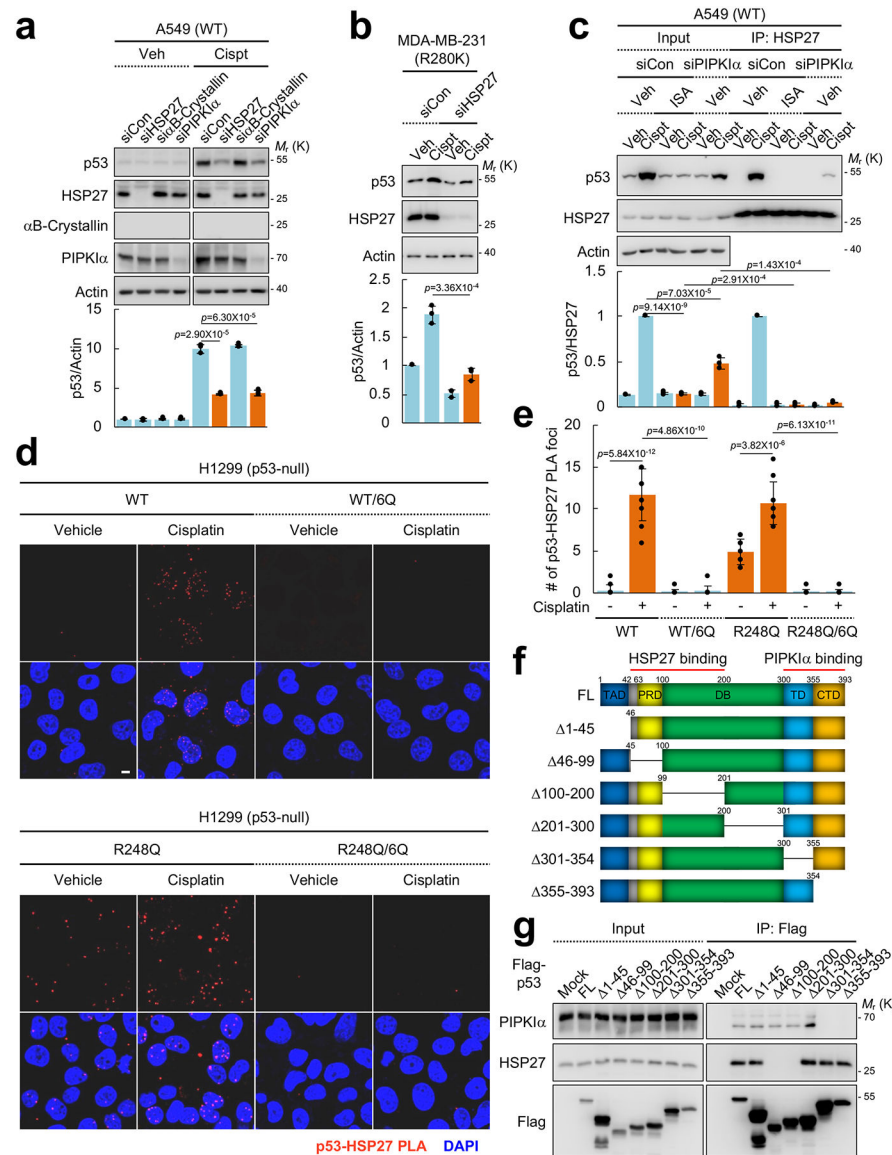 a
A549 (WT)
Veh Cispt
siCon siHSP27 siαB-Crystallin siPIPKIα siCon siHSP27 siαB-Crystallin siPIPKIα
Mr (K)
p53 - 55
HSP27 - 25
αB-Crystallin - 25
PIPKIα - 70
Actin - 40
p53/Actin
15
10
5
0
p=6.30X10-5
p=2.90X10-5
b
MDA-MB-231
(R280K)
siCon siHSP27
Veh Cispt Veh Cispt
Mr (K)
p53 - 55
HSP27 - 25
Actin - 40
p53/Actin
2.5
2
1.5
1
0.5
0
p=3.36X10-4
c
A549 (WT)
Input IP: HSP27
siCon siPIPKIα siCon siPIPKIα
Veh ISA Veh Veh ISA Veh
Veh Cispt Veh Cispt Veh Cispt Veh Cispt Veh Cispt Veh Cispt
Mr (K)
p53 - 55
HSP27 - 25
Actin - 40
p53/HSP27
1.5
1
0.5
0
p=1.43X10-4
p=2.91X10-4
p=7.03X10-5
p=9.14X10-9
d
H1299 (p53-null)
WT WT/6Q
Vehicle Cisplatin Vehicle Cisplatin
H1299 (p53-null)
R248Q R248Q/6Q
Vehicle Cisplatin Vehicle Cisplatin
p53-HSP27 PLA DAPI
e
# of p53-HSP27 PLA foci
20
15
10
5
0
p=5.84X10-12
p=4.86X10-10
p=3.82X10-6
p=6.13X10-11
Cisplatin - + - + - + - +
WT WT/6Q R248Q R248Q/6Q
f
HSP27 binding PIPKIα binding
1 42 63 100 200 300 355 393
FL TAD PRD DB TD CTD
46
Δ1-45
45 100
Δ46-99
99 201
Δ100-200
200 301
Δ201-300
300 355
Δ301-354
354
Δ355-393
g
Input IP: Flag
Flag-
p53
Mock FL Δ1-45 Δ46-99 Δ100-200 Δ201-300 Δ301-354 Δ355-393 Mock FL Δ1-45 Δ46-99 Δ100-200 Δ201-300 Δ301-354 Δ355-393
Mr (K
PIPKIα - 70
HSP27 - 25
Flag - 55